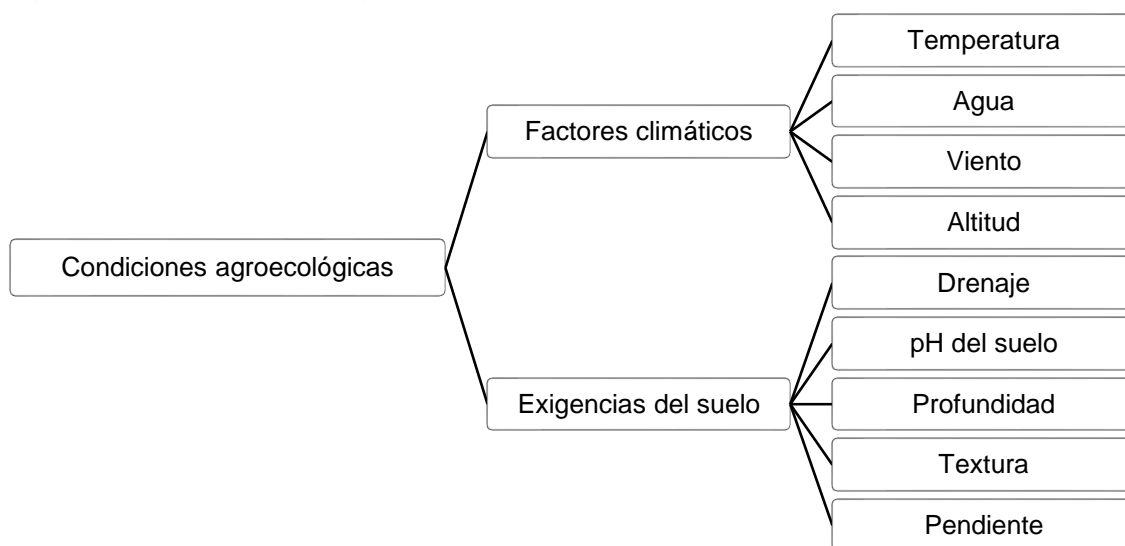 Condiciones agroecológicas
Factores climáticos
Temperatura
Agua
Viento
Altitud
Exigencias del suelo
Drenaje
pH del suelo
Profundidad
Textura
Pendiente